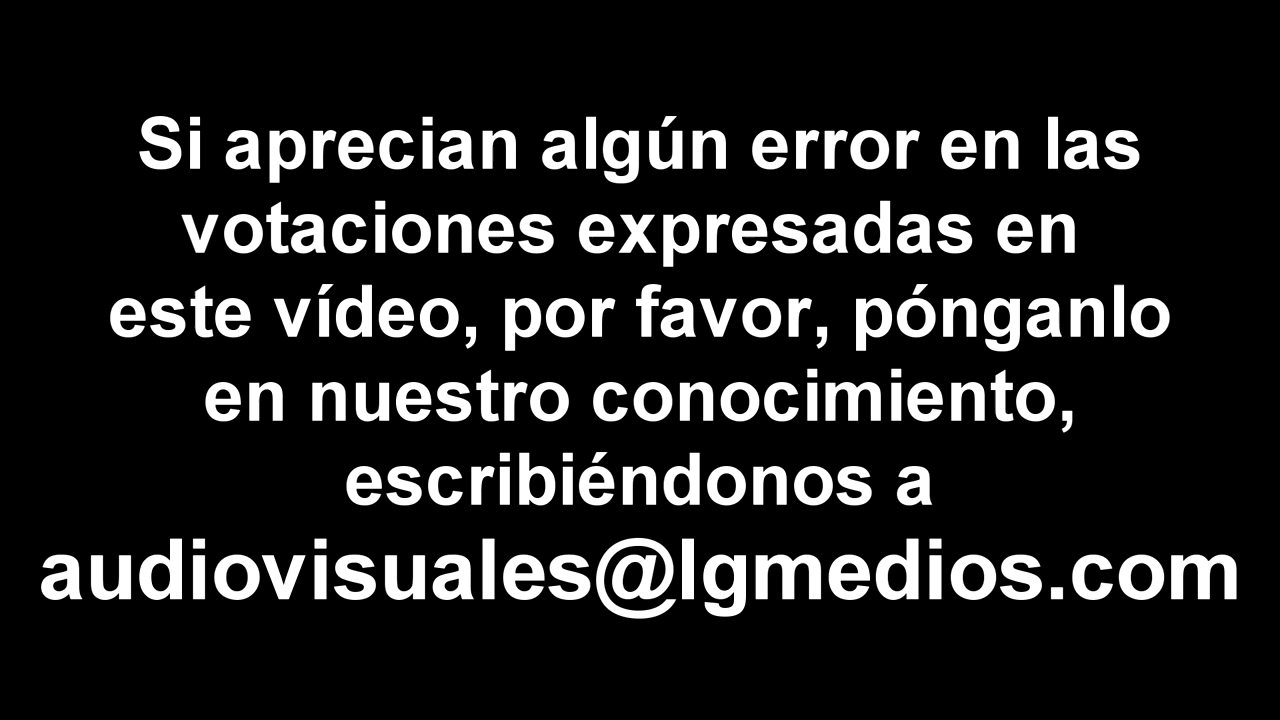 Si aprecian algún error en las
votaciones expresadas en
este vídeo, por favor, pónganlo
en nuestro conocimiento,
escribiéndonos a
audiovisuales@lgmedios.com